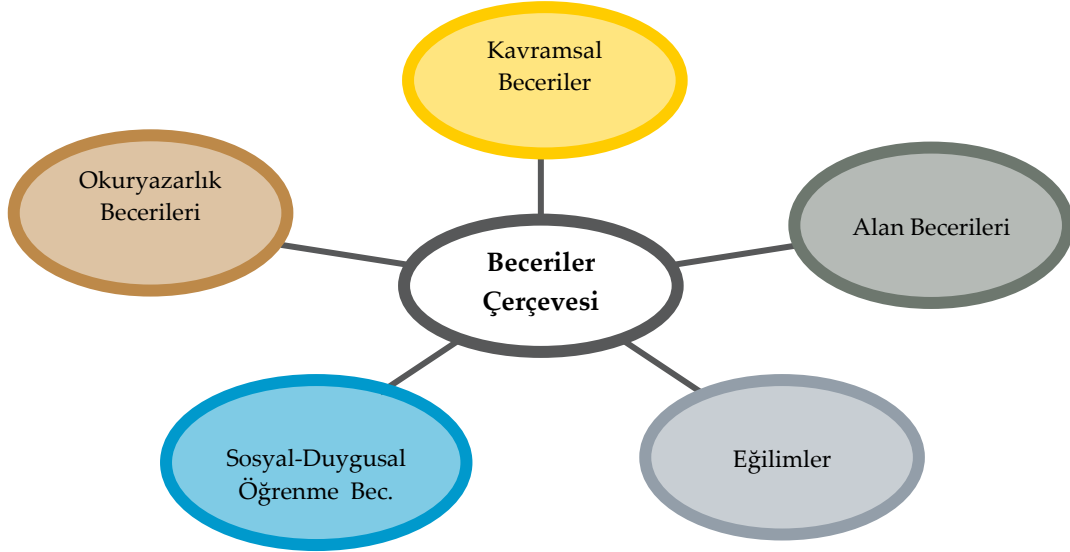 Kavramsal
Beceriler
Okuryazarlık
Becerileri
Alan Becerileri
Beceriler
Çerçevesi
Sosyal-Duygusal
Öğrenme Bec.
Eğilimler